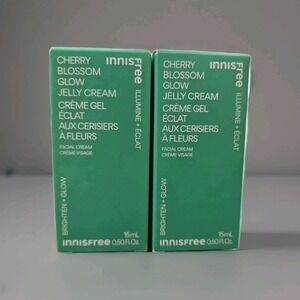 CHERRY
BLOSSOM
GLOW
JELLY CREAM
CRÈME GEL
ÉCLAT
AUX CERISIERS
À FLEURS
FACIAL CREAM
CRÈME VISAGE
innisfree
ILLUMINE + ÉCLAT
BRIGHTEN + GLOW
15mL
innisfree 0.50 Fl.Oz.
CHERRY
BLOSSOM
GLOW
JELLY CREAM
CRÈME GEL
ÉCLAT
AUX CERISIERS
À FLEURS
FACIAL CREAM
CRÈME VISAGE
innisfree
ILLUMINE + ÉCLAT
BRIGHTEN + GLOW
15mL
innisfree 0.50 Fl.Oz.